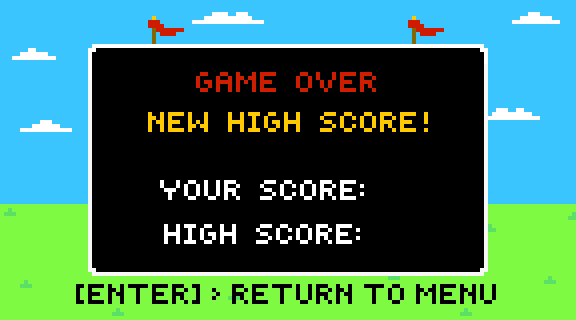 GAME OVER
NEW HIGH SCORE!
YOUR SCORE:
HIGH SCORE:
[ENTER] > RETURN TO MENU